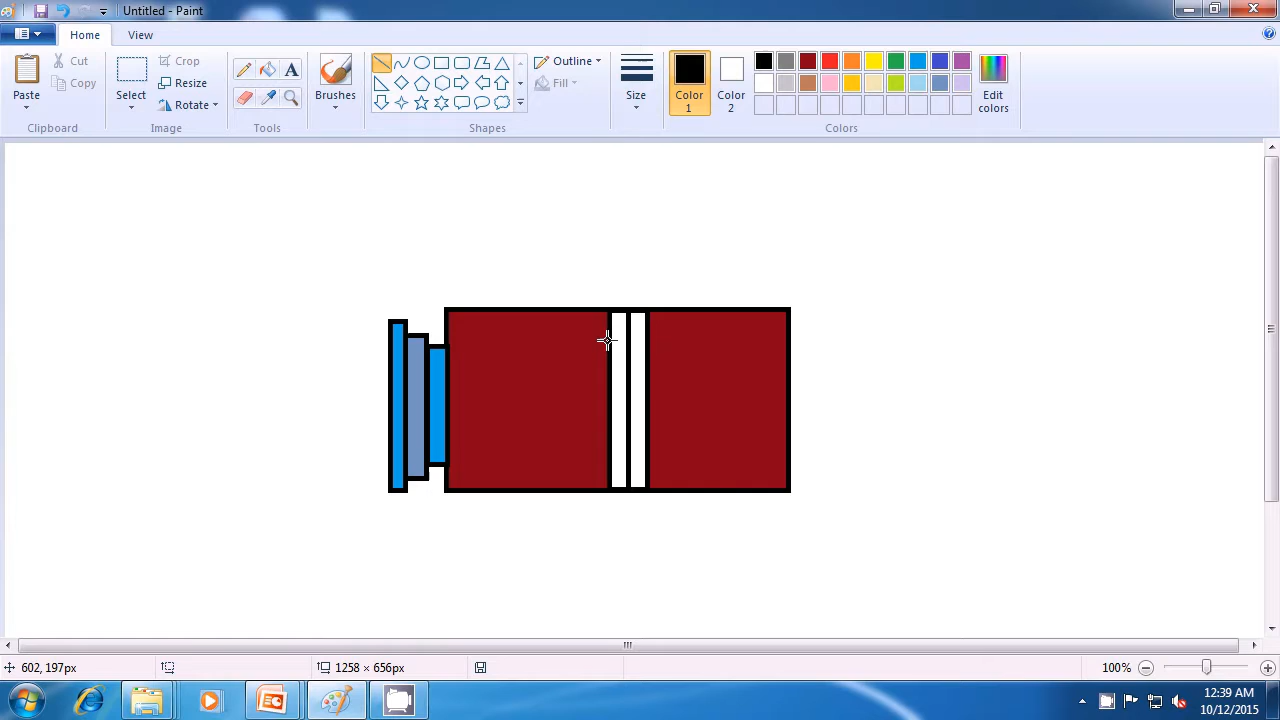 Untitled - Paint
Home
View
Paste
Cut
Copy
Clipboard
Select
Crop
Resize
Rotate
Image
Tools
Brushes
Outline
Fill
Shapes
Size
Color 1
Color 2
Edit colors
Colors
602, 197px
1258 × 656px
100%
12:39 AM
10/12/2015